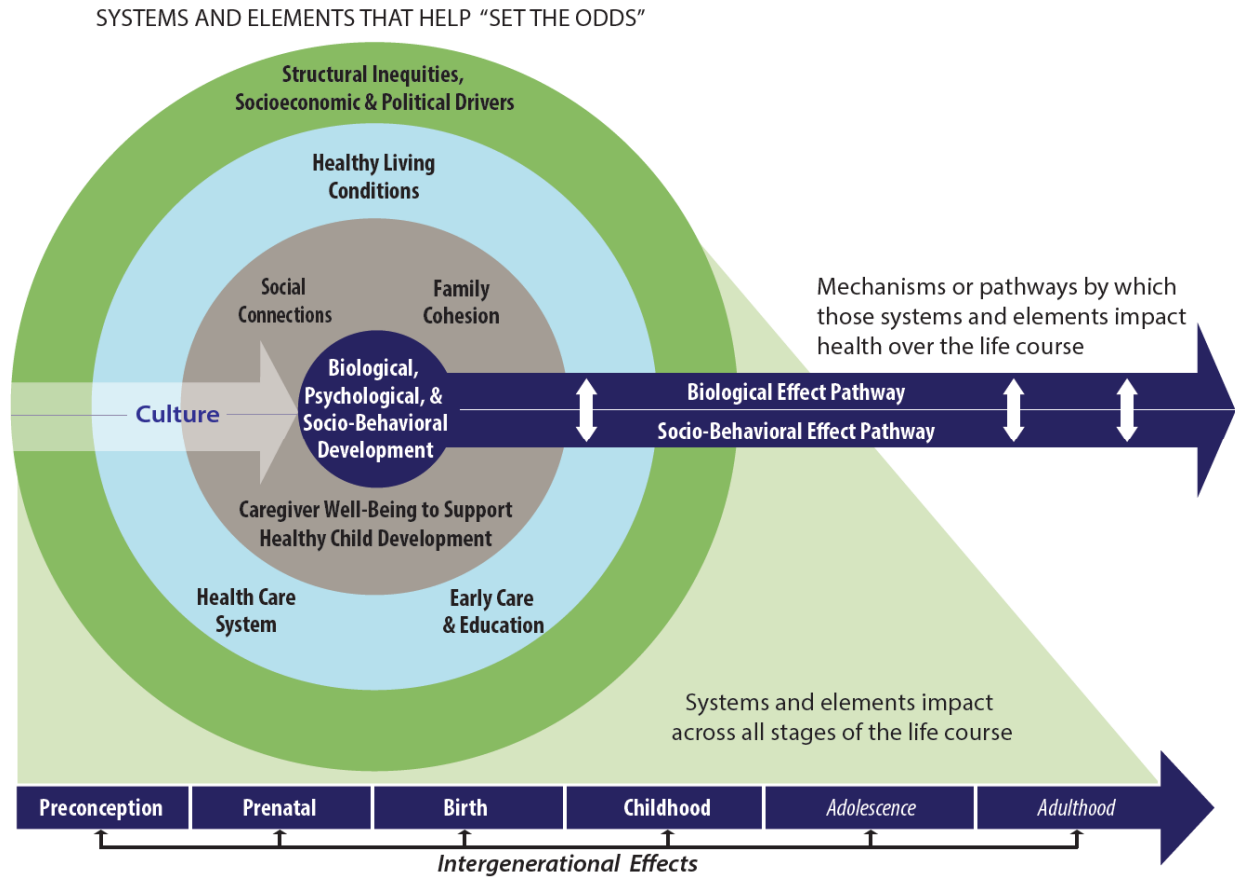 SYSTEMS AND ELEMENTS THAT HELP “SET THE ODDS”
Structural Inequities,
Socioeconomic & Political Drivers
Healthy Living
Conditions
Social
Connections
Family
Cohesion
Mechanisms or pathways by which
those systems and elements impact
health over the life course
Culture
Biological,
Psychological, &
Socio-Behavioral
Development
Biological Effect Pathway
Socio-Behavioral Effect Pathway
Caregiver Well-Being to Support
Healthy Child Development
Health Care
System
Early Care
& Education
Systems and elements impact
across all stages of the life course
Preconception
Prenatal
Birth
Childhood
Adolescence
Adulthood
Intergenerational Effects